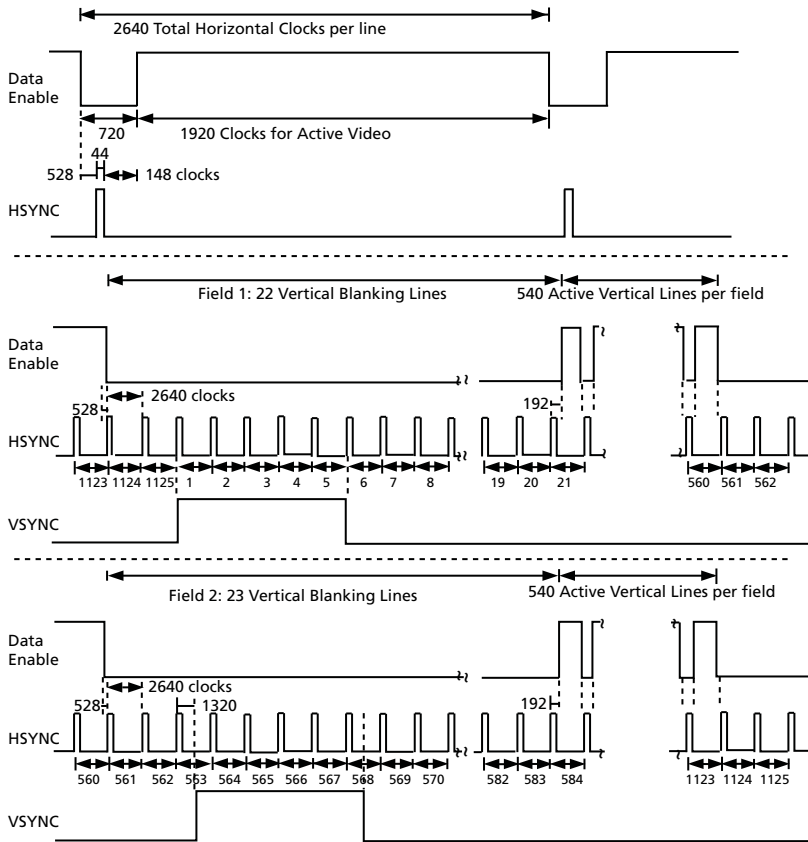 2640 Total Horizontal Clocks per line
Data
Enable
720
1920 Clocks for Active Video
44
528
148 clocks
HSYNC
Field 1: 22 Vertical Blanking Lines
540 Active Vertical Lines per field
Data
Enable
2640 clocks
528
192
HSYNC
1123 1124 1125 1 2 3 4 5 6 7 8 19 20 21 560 561 562
VSYNC
Field 2: 23 Vertical Blanking Lines
540 Active Vertical Lines per field
Data
Enable
2640 clocks
528
1320
192
HSYNC
560 561 562 563 564 565 566 567 568 569 570 582 583 584 1123 1124 1125
VSYNC